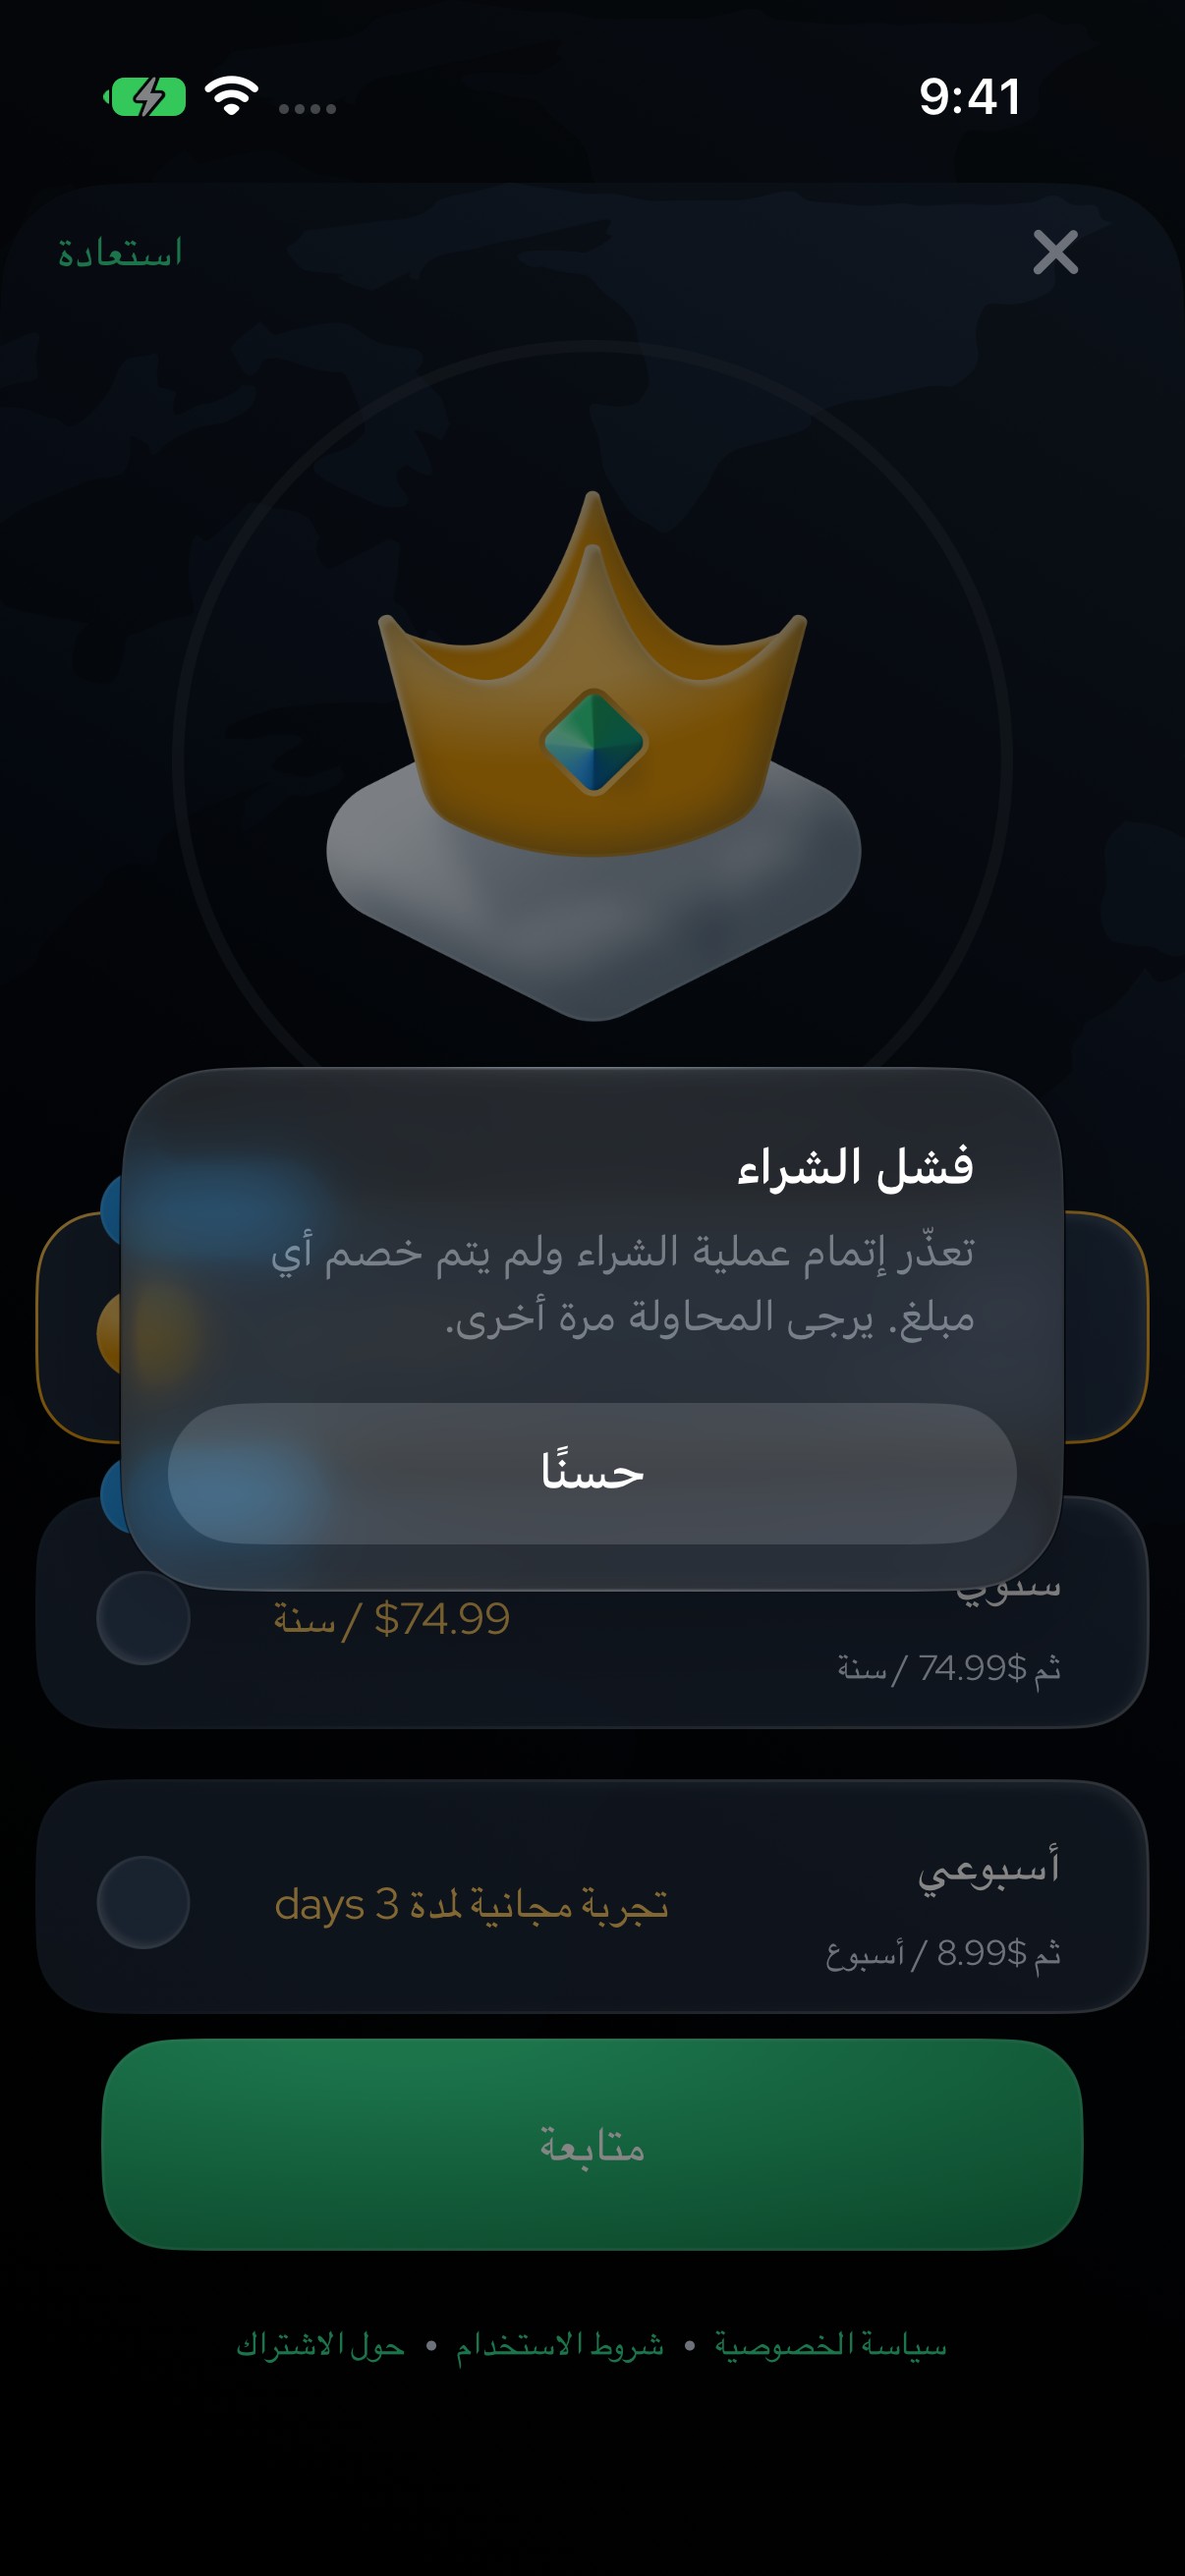 9:41
استعادة
فشل الشراء
تعذّر إتمام عملية الشراء ولم يتم خصم أي
مبلغ. يرجى المحاولة مرة أخرى.
حسنًا
سنوي
$74.99 / سنة
ثم 74.99$ / سنة
أسبوعي
تجربة مجانية لمدة 3 days
ثم 8.99$ / أسبوع
متابعة
سياسة الخصوصية • شروط الاستخدام • حول الاشتراك